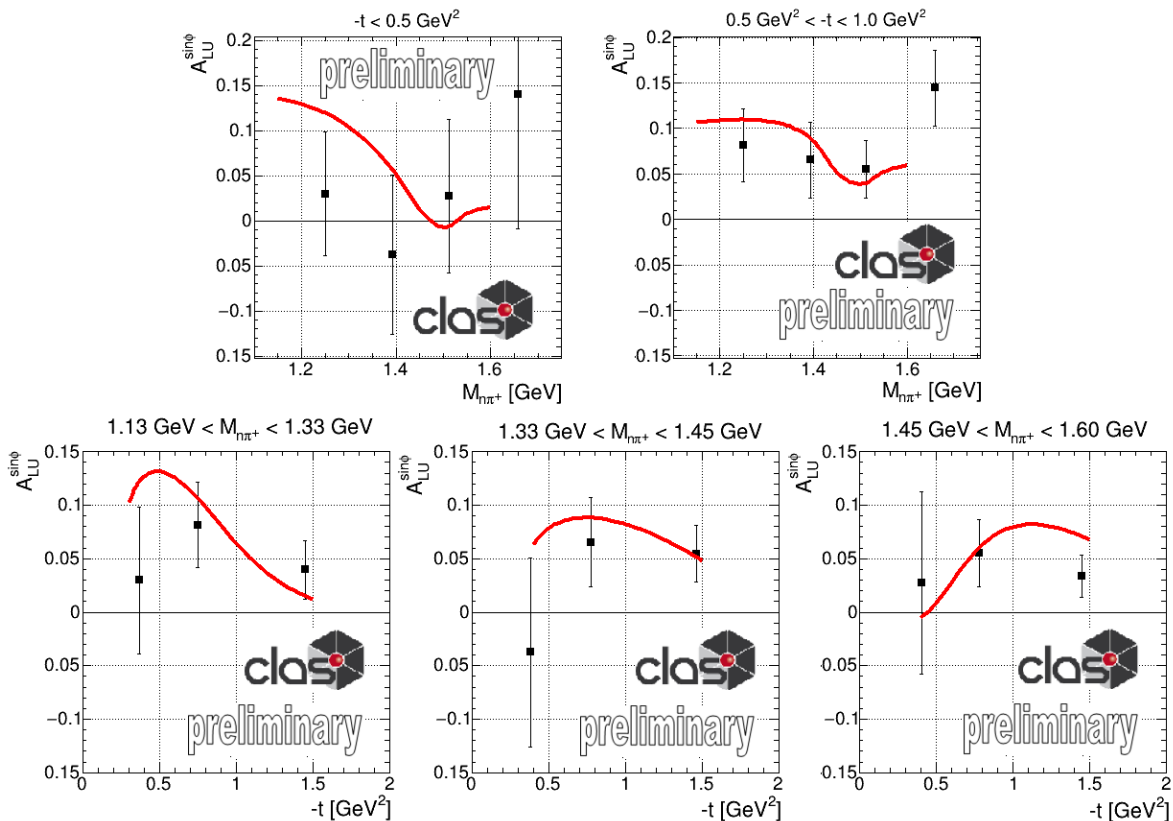 -t < 0.5 GeV²
A_LU^sinϕ
0.2
0.15
0.1
0.05
0
0.05
−0.1
0.15
preliminary
clas
1.2 1.4 1.6
M_nπ+ [GeV]
0.5 GeV² < -t < 1.0 GeV²
A_LU^sinϕ
0.2
0.15
0.1
0.05
0
0.05
−0.1
0.15
clas
preliminary
1.2 1.4 1.6
M_nπ+ [GeV]
1.13 GeV < M_nπ+ < 1.33 GeV
A_LU^sinϕ
0.15
0.1
0.05
0
0.05
−0.1
0.15
clas
preliminary
0 0.5 1 1.5 2
-t [GeV²]
1.33 GeV < M_nπ+ < 1.45 GeV
A_LU^sinϕ
0.15
0.1
0.05
0
0.05
−0.1
0.15
clas
preliminary
0 0.5 1 1.5 2
-t [GeV²]
1.45 GeV < M_nπ+ < 1.60 GeV
A_LU^sinϕ
0.15
0.1
0.05
0
0.05
−0.1
0.15
clas
preliminary
0 0.5 1 1.5 2
-t [GeV²]